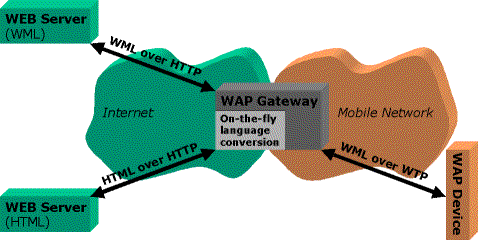 WEB Server
(WML)
WML over HTTP
Internet
WAP Gateway
On-the-fly
language
conversion
Mobile Network
HTML over HTTP
WML over WTP
WAP Device
WEB Server
(HTML)